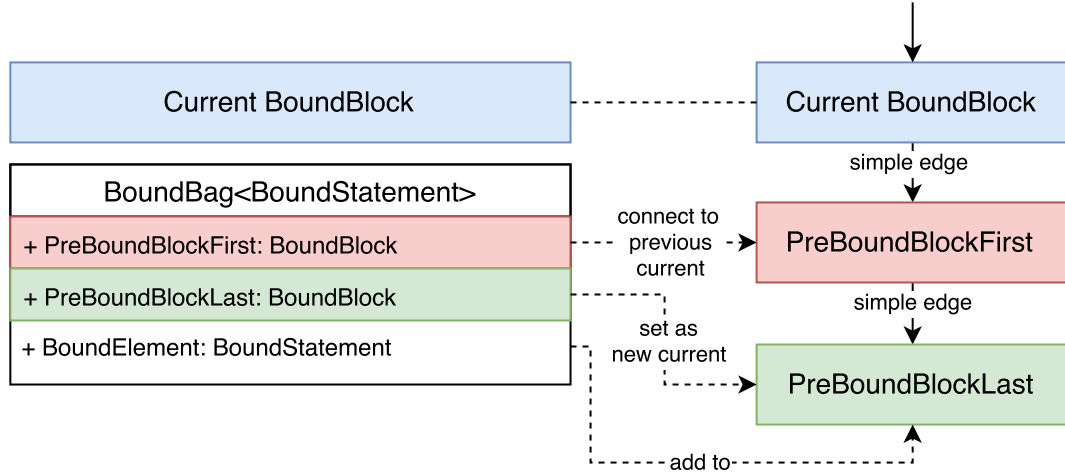 Current BoundBlock
Current BoundBlock
simple edge
BoundBag<BoundStatement>
+ PreBoundBlockFirst: BoundBlock
connect to
previous
current
PreBoundBlockFirst
+ PreBoundBlockLast: BoundBlock
simple edge
+ BoundElement: BoundStatement
set as
new current
PreBoundBlockLast
add to